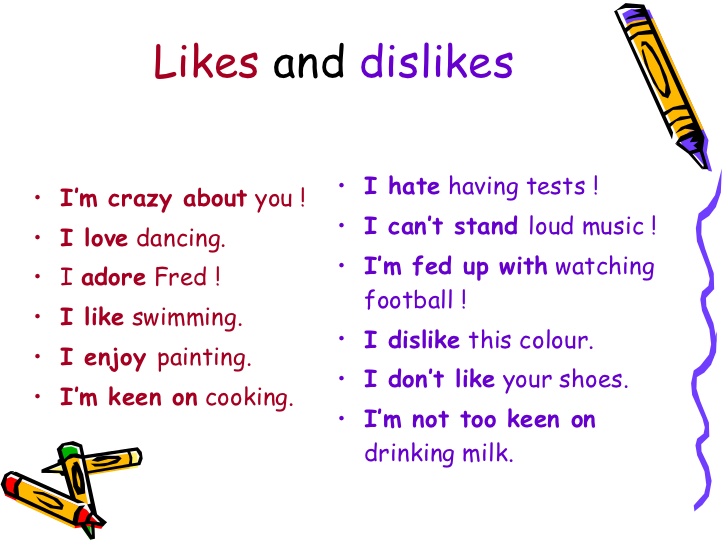 Likes and dislikes
• I'm crazy about you !
• I love dancing.
• I adore Fred !
• I like swimming.
• I enjoy painting.
• I'm keen on cooking.
• I hate having tests !
• I can't stand loud music !
• I'm fed up with watching
football !
• I dislike this colour.
• I don't like your shoes.
• I'm not too keen on
drinking milk.